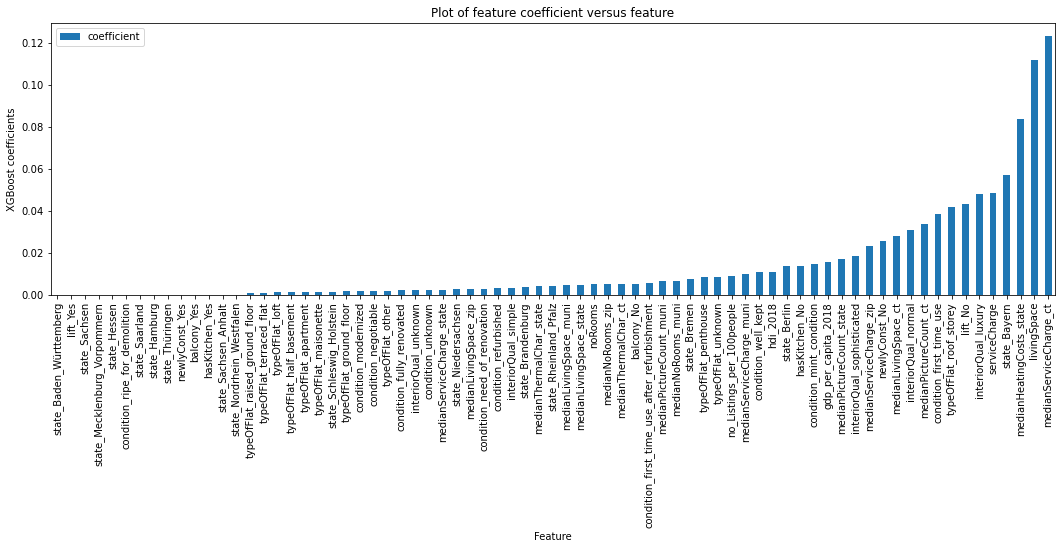 Plot of feature coefficient versus feature
coefficient
XGBoost coefficients
0.12
0.10
0.08
0.06
0.04
0.02
0.00
state_Baden_Württemberg
lift_Yes
state_Sachsen
state_Mecklenburg_Vorpommern
state_Hessen
condition_ripe_for_demolition
state_Saarland
state_Hamburg
state_Thüringen
newlyConst_Yes
balcony_Yes
hasKitchen_Yes
state_Sachsen_Anhalt
state_Nordrhein_Westfalen
typeOfFlat_raised_ground_floor
typeOfFlat_terraced_flat
typeOfFlat_loft
typeOfFlat_half_basement
typeOfFlat_apartment
typeOfFlat_maisonette
state_Schleswig_Holstein
typeOfFlat_ground_floor
condition_modernized
condition_negotiable
typeOfFlat_other
condition_fully_renovated
interiorQual_unknown
condition_unknown
medianServiceCharge_state
state_Niedersachsen
medianLivingSpace_zip
condition_need_of_renovation
condition_refurbished
interiorQual_simple
state_Brandenburg
medianThermalChar_state
state_Rheinland_Pfalz
medianLivingSpace_muni
medianLivingSpace_state
noRooms
medianNoRooms_zip
medianThermalChar_ct
balcony_No
condition_first_time_use_after_refurbishment
medianPictureCount_muni
medianNoRooms_muni
state_Bremen
typeOfFlat_penthouse
typeOfFlat_unknown
no_Listings_per_100people
medianServiceCharge_muni
condition_well_kept
hdi_2018
state_Berlin
hasKitchen_No
condition_mint_condition
gdp_per_capita_2018
medianPictureCount_state
interiorQual_sophisticated
medianServiceCharge_zip
newlyConst_No
medianLivingSpace_ct
interiorQual_normal
medianPictureCount_ct
condition_first_time_use
typeOfFlat_roof_storey
lift_No
interiorQual_luxury
serviceCharge
state_Bayern
medianHeatingCosts_state
livingSpace
medianServiceCharge_ct
Feature